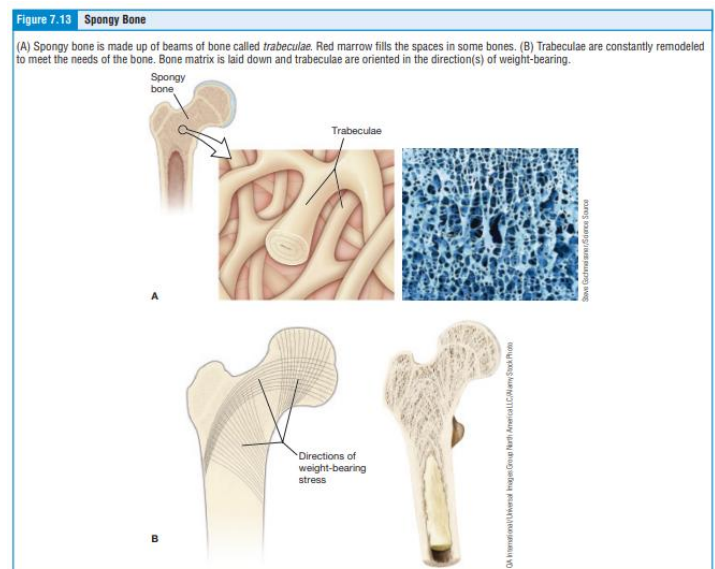 Figure 7.13 Spongy Bone
(A) Spongy bone is made up of beams of bone called trabeculae. Red marrow fills the spaces in some bones. (B) Trabeculae are constantly remodeled
to meet the needs of the bone. Bone matrix is laid down and trabeculae are oriented in the direction(s) of weight-bearing.
Spongy
bone
Trabeculae
Steve Gschmeissner/Science Source
A
Directions of
weight-bearing
stress
QA International/Universal Images Group North America LLC/Alamy Stock Photo
B